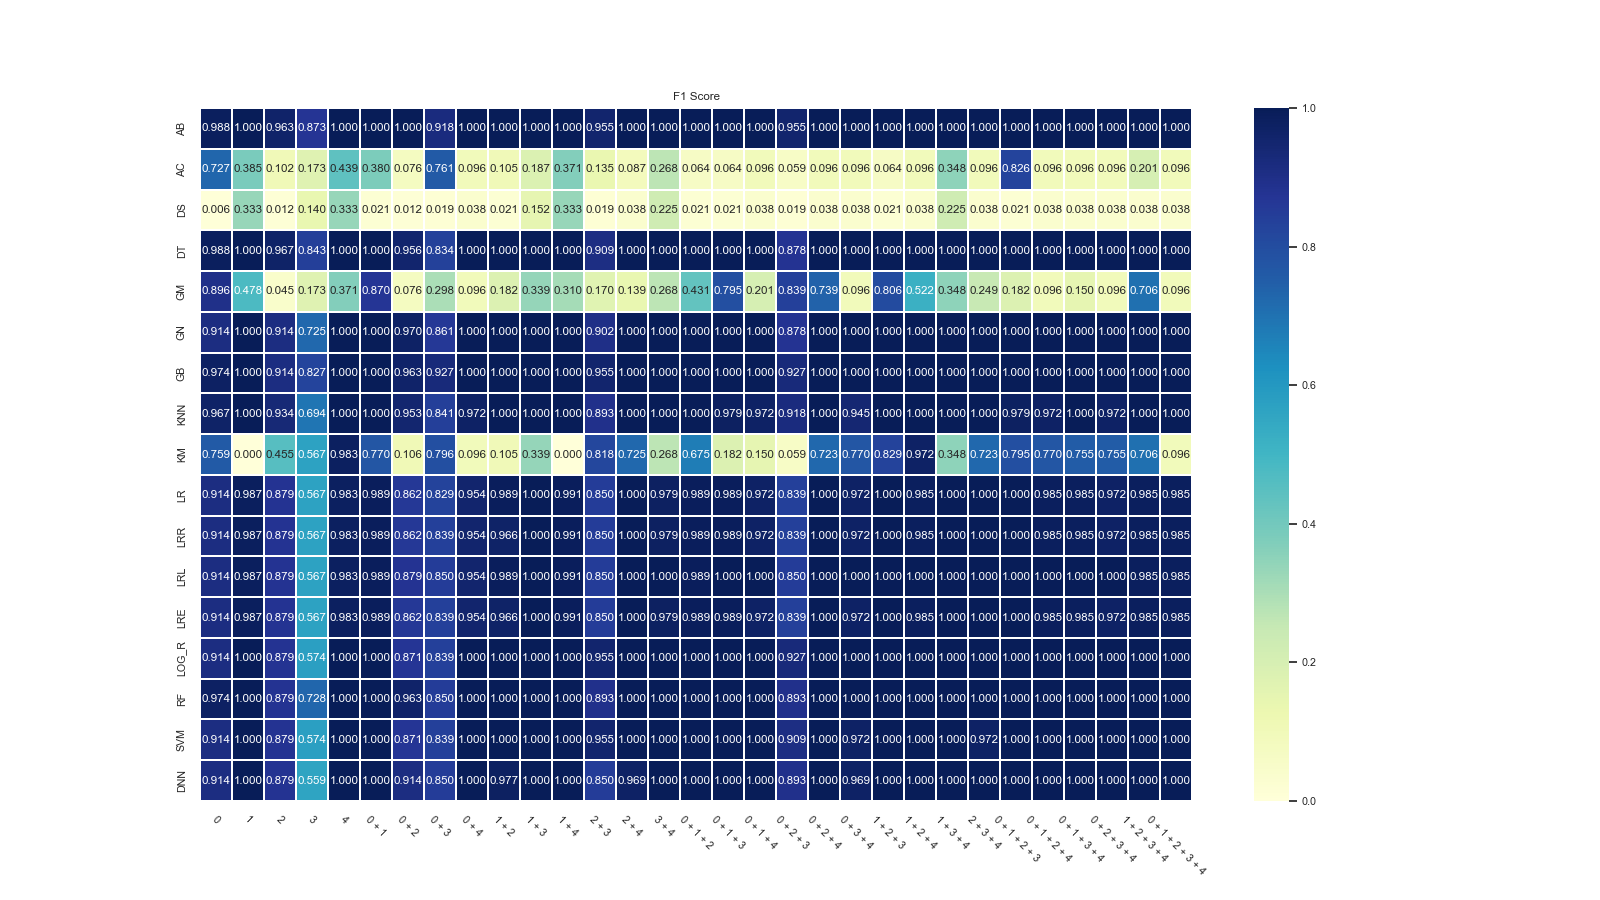 F1 Score
AB 0.988 1.000 0.963 0.873 1.000 1.000 1.000 0.918 1.000 1.000 1.000 1.000 0.955 1.000 1.000 1.000 1.000 1.000 0.955 1.000 1.000 1.000 1.000 1.000 1.000 1.000 1.000 1.000 1.000 1.000 1.000
AC 0.727 0.385 0.102 0.173 0.439 0.380 0.076 0.761 0.096 0.105 0.187 0.371 0.135 0.087 0.268 0.064 0.064 0.096 0.059 0.096 0.096 0.064 0.096 0.348 0.096 0.826 0.096 0.096 0.096 0.201 0.096
DS 0.006 0.333 0.012 0.140 0.333 0.021 0.012 0.019 0.038 0.021 0.152 0.333 0.019 0.038 0.225 0.021 0.021 0.038 0.019 0.038 0.038 0.021 0.038 0.225 0.038 0.021 0.038 0.038 0.038 0.038 0.038
DT 0.988 1.000 0.967 0.843 1.000 1.000 0.956 0.834 1.000 1.000 1.000 1.000 0.909 1.000 1.000 1.000 1.000 1.000 0.878 1.000 1.000 1.000 1.000 1.000 1.000 1.000 1.000 1.000 1.000 1.000 1.000
GM 0.896 0.478 0.045 0.173 0.371 0.870 0.076 0.298 0.096 0.182 0.339 0.310 0.170 0.139 0.268 0.431 0.795 0.201 0.839 0.739 0.096 0.806 0.522 0.348 0.249 0.182 0.096 0.150 0.096 0.706 0.096
GN 0.914 1.000 0.914 0.725 1.000 1.000 0.970 0.861 1.000 1.000 1.000 1.000 0.902 1.000 1.000 1.000 1.000 1.000 0.878 1.000 1.000 1.000 1.000 1.000 1.000 1.000 1.000 1.000 1.000 1.000 1.000
GB 0.974 1.000 0.914 0.827 1.000 1.000 0.963 0.927 1.000 1.000 1.000 1.000 0.955 1.000 1.000 1.000 1.000 1.000 0.927 1.000 1.000 1.000 1.000 1.000 1.000 1.000 1.000 1.000 1.000 1.000 1.000
KNN 0.967 1.000 0.934 0.694 1.000 1.000 0.953 0.841 0.972 1.000 1.000 1.000 0.893 1.000 1.000 1.000 0.979 0.972 0.918 1.000 0.945 1.000 1.000 1.000 1.000 0.979 0.972 1.000 0.972 1.000 1.000
KM 0.759 0.000 0.455 0.567 0.983 0.770 0.106 0.796 0.096 0.105 0.339 0.000 0.818 0.725 0.268 0.675 0.182 0.150 0.059 0.723 0.770 0.829 0.972 0.348 0.723 0.795 0.770 0.755 0.755 0.706 0.096
LR 0.914 0.987 0.879 0.567 0.983 0.989 0.862 0.829 0.954 0.989 1.000 0.991 0.850 1.000 0.979 0.989 0.989 0.972 0.839 1.000 0.972 1.000 0.985 1.000 1.000 1.000 0.985 0.985 0.972 0.985 0.985
LRR 0.914 0.987 0.879 0.567 0.983 0.989 0.862 0.839 0.954 0.966 1.000 0.991 0.850 1.000 0.979 0.989 0.989 0.972 0.839 1.000 0.972 1.000 0.985 1.000 1.000 1.000 0.985 0.985 0.972 0.985 0.985
LRL 0.914 0.987 0.879 0.567 0.983 0.989 0.879 0.850 0.954 0.989 1.000 0.991 0.850 1.000 1.000 0.989 1.000 1.000 0.850 1.000 1.000 1.000 1.000 1.000 1.000 1.000 1.000 1.000 1.000 0.985 0.985
LRE 0.914 0.987 0.879 0.567 0.983 0.989 0.862 0.839 0.954 0.966 1.000 0.991 0.850 1.000 0.979 0.989 0.989 0.972 0.839 1.000 0.972 1.000 0.985 1.000 1.000 1.000 0.985 0.985 0.972 0.985 0.985
LOG_R 0.914 1.000 0.879 0.574 1.000 1.000 0.871 0.839 1.000 1.000 1.000 1.000 0.955 1.000 1.000 1.000 1.000 1.000 0.927 1.000 1.000 1.000 1.000 1.000 1.000 1.000 1.000 1.000 1.000 1.000 1.000
RF 0.974 1.000 0.879 0.728 1.000 1.000 0.963 0.850 1.000 1.000 1.000 1.000 0.893 1.000 1.000 1.000 1.000 1.000 0.893 1.000 1.000 1.000 1.000 1.000 1.000 1.000 1.000 1.000 1.000 1.000 1.000
SVM 0.914 1.000 0.879 0.574 1.000 1.000 0.871 0.839 1.000 1.000 1.000 1.000 0.955 1.000 1.000 1.000 1.000 1.000 0.909 1.000 0.972 1.000 1.000 1.000 0.972 1.000 1.000 1.000 1.000 1.000 1.000
DNN 0.914 1.000 0.879 0.559 1.000 1.000 0.914 0.850 1.000 0.977 1.000 1.000 0.850 0.969 1.000 1.000 1.000 1.000 0.893 1.000 0.969 1.000 1.000 1.000 1.000 1.000 1.000 1.000 1.000 1.000 1.000
0 1 2 3 4 0 + 1 0 + 2 0 + 3 0 + 4 1 + 2 1 + 3 1 + 4 2 + 3 2 + 4 3 + 4 0 + 1 + 2 0 + 1 + 3 0 + 1 + 4 0 + 2 + 3 0 + 2 + 4 0 + 3 + 4 1 + 2 + 3 1 + 2 + 4 1 + 3 + 4 2 + 3 + 4 0 + 1 + 2 + 3 0 + 1 + 2 + 4 0 + 1 + 3 + 4 0 + 2 + 3 + 4 1 + 2 + 3 + 4 0 + 1 + 2 + 3 + 4
1.0
0.8
0.6
0.4
0.2
0.0